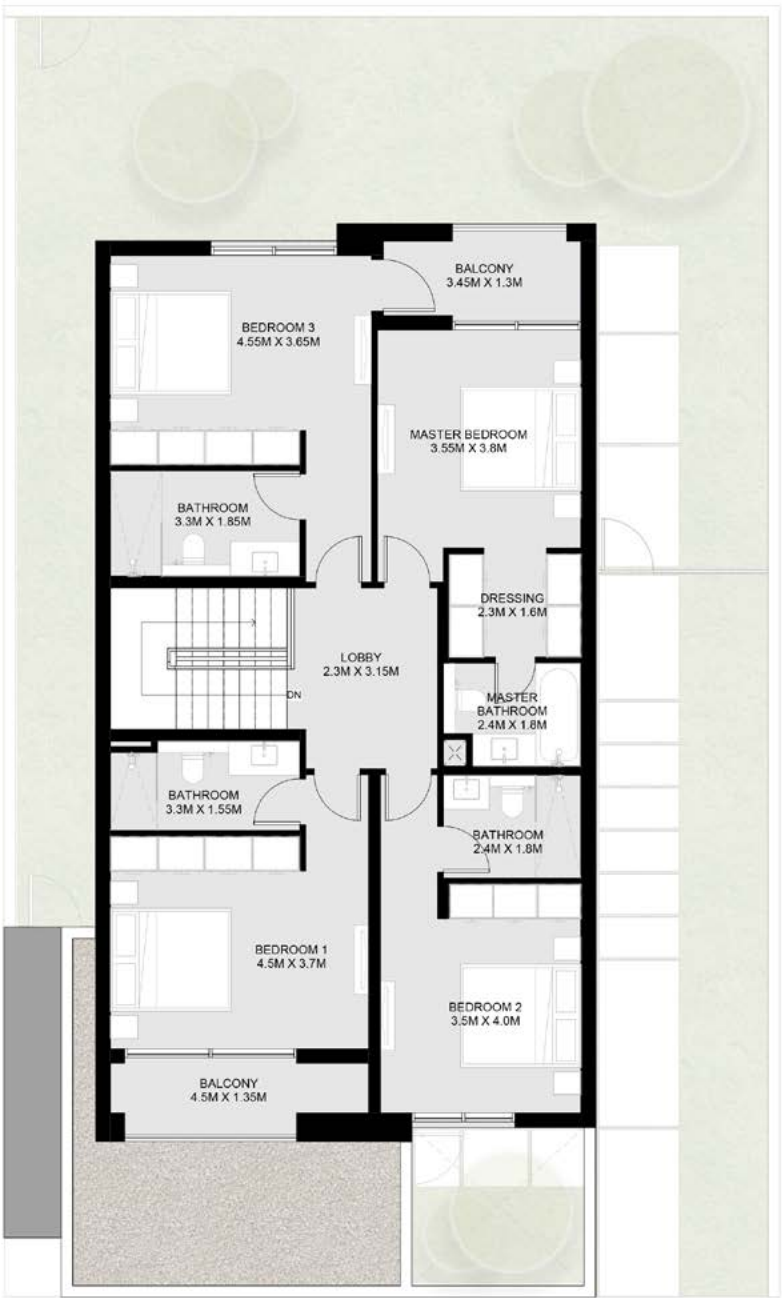 BALCONY
3.45M X 1.3M
BEDROOM 3
4.55M X 3.65M
MASTER BEDROOM
3.55M X 3.8M
BATHROOM
3.3M X 1.85M
DRESSING
2.3M X 1.6M
LOBBY
2.3M X 3.15M
DN
MASTER
BATHROOM
2.4M X 1.8M
BATHROOM
3.3M X 1.55M
BATHROOM
2.4M X 1.8M
BEDROOM 1
4.5M X 3.7M
BEDROOM 2
3.5M X 4.0M
BALCONY
4.5M X 1.35M